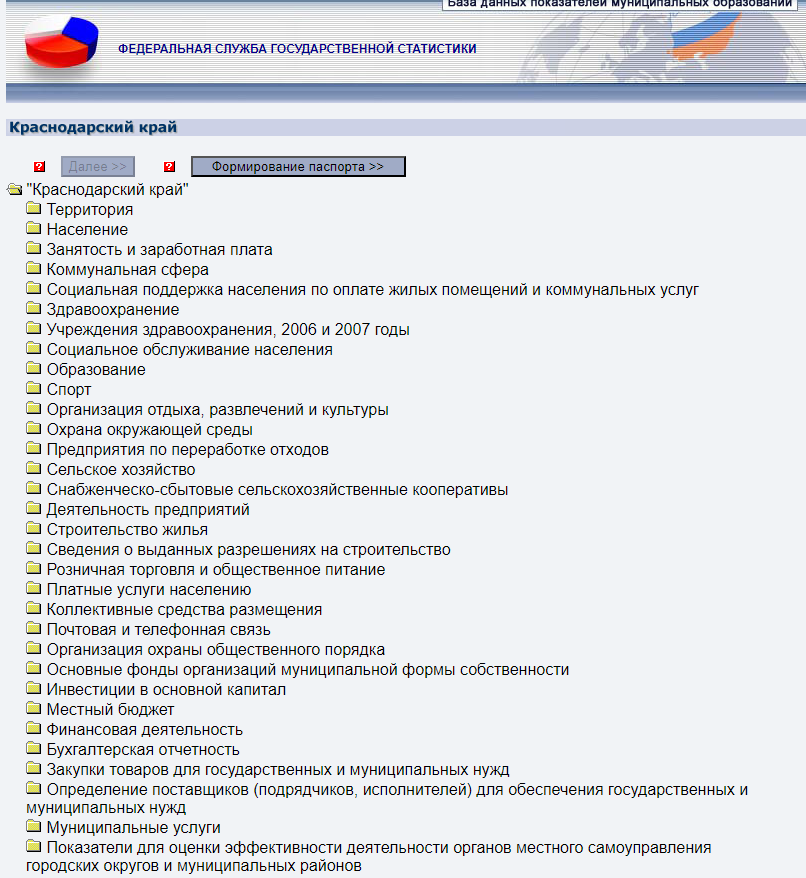 База данных показателей муниципальных образований
ФЕДЕРАЛЬНАЯ СЛУЖБА ГОСУДАРСТВЕННОЙ СТАТИСТИКИ
Краснодарский край
? Далее >> ? Формирование паспорта >>
"Краснодарский край"
Территория
Население
Занятость и заработная плата
Коммунальная сфера
Социальная поддержка населения по оплате жилых помещений и коммунальных услуг
Здравоохранение
Учреждения здравоохранения, 2006 и 2007 годы
Социальное обслуживание населения
Образование
Спорт
Организация отдыха, развлечений и культуры
Охрана окружающей среды
Предприятия по переработке отходов
Сельское хозяйство
Снабженческо-сбытовые сельскохозяйственные кооперативы
Деятельность предприятий
Строительство жилья
Сведения о выданных разрешениях на строительство
Розничная торговля и общественное питание
Платные услуги населению
Коллективные средства размещения
Почтовая и телефонная связь
Организация охраны общественного порядка
Основные фонды организаций муниципальной формы собственности
Инвестиции в основной капитал
Местный бюджет
Финансовая деятельность
Бухгалтерская отчетность
Закупки товаров для государственных и муниципальных нужд
Определение поставщиков (подрядчиков, исполнителей) для обеспечения государственных и
муниципальных нужд
Муниципальные услуги
Показатели для оценки эффективности деятельности органов местного самоуправления
городских округов и муниципальных районов